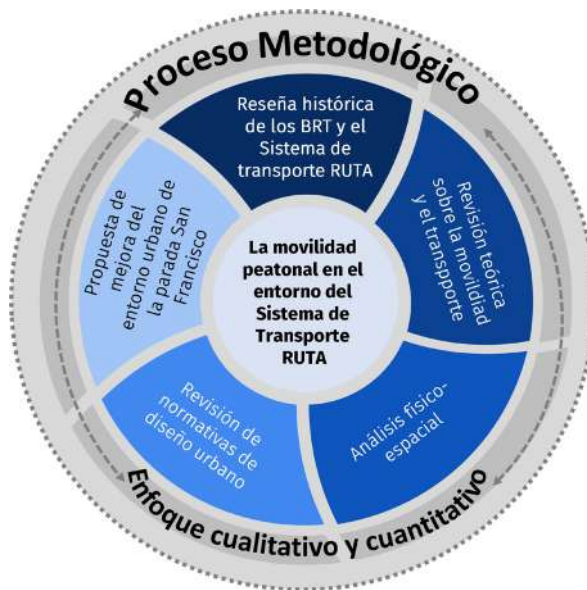 Proceso Metodológico
Reseña histórica
de los BRT y el
Sistema de
transporte RUTA
Revisión teórica
sobre la movildiad
y el transpporte
Análisis físico-
espacial
Revisión de
normativas de
diseño urbano
Propuesta de
mejora del
entorno urbano de
la parada San
Francisco
La movilidad
peatonal en el
entorno del
Sistema de
Transporte
RUTA
Enfoque cualitativo y cuantitativo